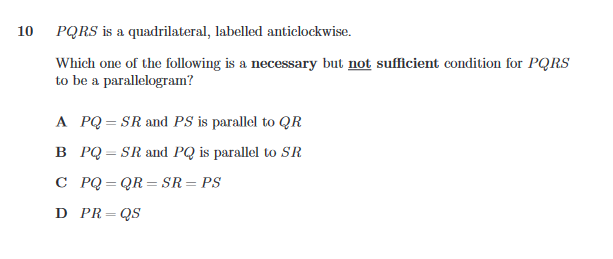 10 PQRS is a quadrilateral, labelled anticlockwise.
Which one of the following is a necessary but not sufficient condition for PQRS
to be a parallelogram?
A PQ = SR and PS is parallel to QR
B PQ = SR and PQ is parallel to SR
C PQ = QR = SR = PS
D PR = QS